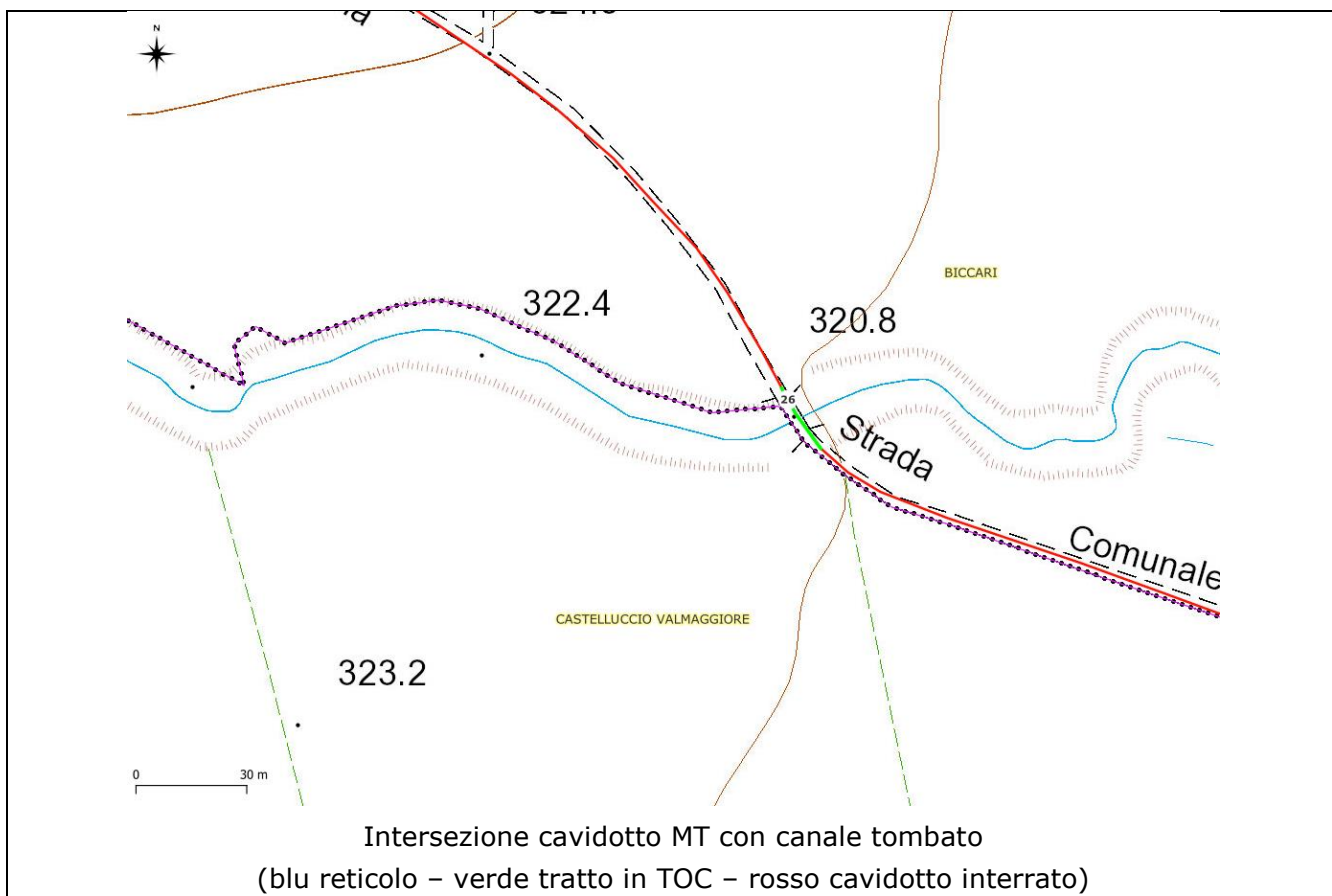 N
322.4
320.8
BICCARI
26
Strada
Comunale
CASTELLUCCIO VALMAGGIORE
323.2
0 30 m
Intersezione cavidotto MT con canale tombato
(blu reticolo – verde tratto in TOC – rosso cavidotto interrato)